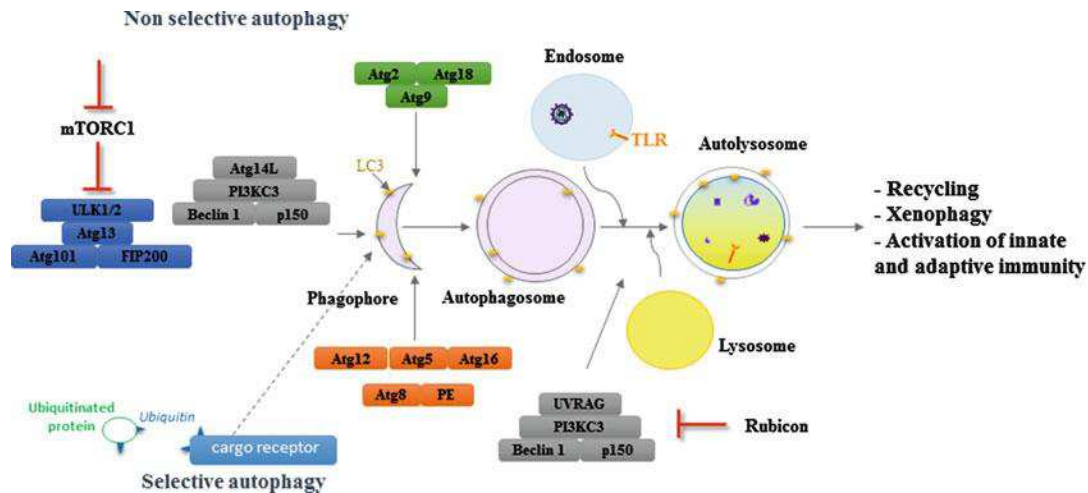 Non selective autophagy
mTORC1
ULK1/2
Atg13
Atg101 FIP200
Atg14L
PI3KC3
Beclin 1 p150
Atg2 Atg18
Atg9
LC3
Phagophore
Autophagosome
Endosome
TLR
Autolysosome
Lysosome
- Recycling
- Xenophagy
- Activation of innate
and adaptive immunity
Atg12 Atg5 Atg16
Atg8 PE
UVRAG
PI3KC3
Beclin 1 p150
Rubicon
Ubiquitinated
protein
Ubiquitin
cargo receptor
Selective autophagy